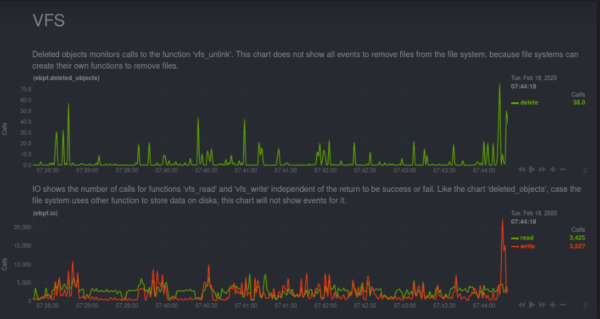 VFS
Deleted objects monitors calls to the function 'vfs_unlink'. This chart does not show all events to remove files from the file system, because file systems can
create their own functions to remove files.
(ebpf.deleted_objects)
Tue, Feb 18, 2020
07:44:18
Calls
delete 38.0
70.0
60.0
50.0
40.0
30.0
20.0
10.0
0.0
Calls
07:38:30 07:39:00 07:39:30 07:40:00 07:40:30 07:41:00 07:41:30 07:42:00 07:42:30 07:43:00 07:43:30 07:44:00
IO shows the number of calls for functions 'vfs_read' and 'vfs_write' independent of the return to be success or fail. Like the chart 'deleted_objects', case the
file system uses other function to store data on disks, this chart will not show events for it.
(ebpf.io)
Tue, Feb 18, 2020
07:44:18
Calls
read 3,425
write 3,527
20,000
15,000
10,000
5,000
0
Calls
07:38:30 07:39:00 07:39:30 07:40:00 07:40:30 07:41:00 07:41:30 07:42:00 07:42:30 07:43:00 07:43:30 07:44:00